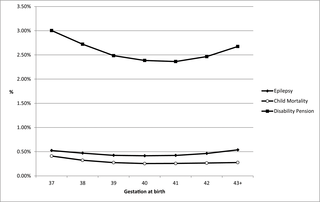 3.50%
3.00%
2.50%
2.00%
%
1.50%
1.00%
0.50%
0.00%
37 38 39 40 41 42 43+
Gestation at birth
Epilepsy
Child Mortality
Disability Pension